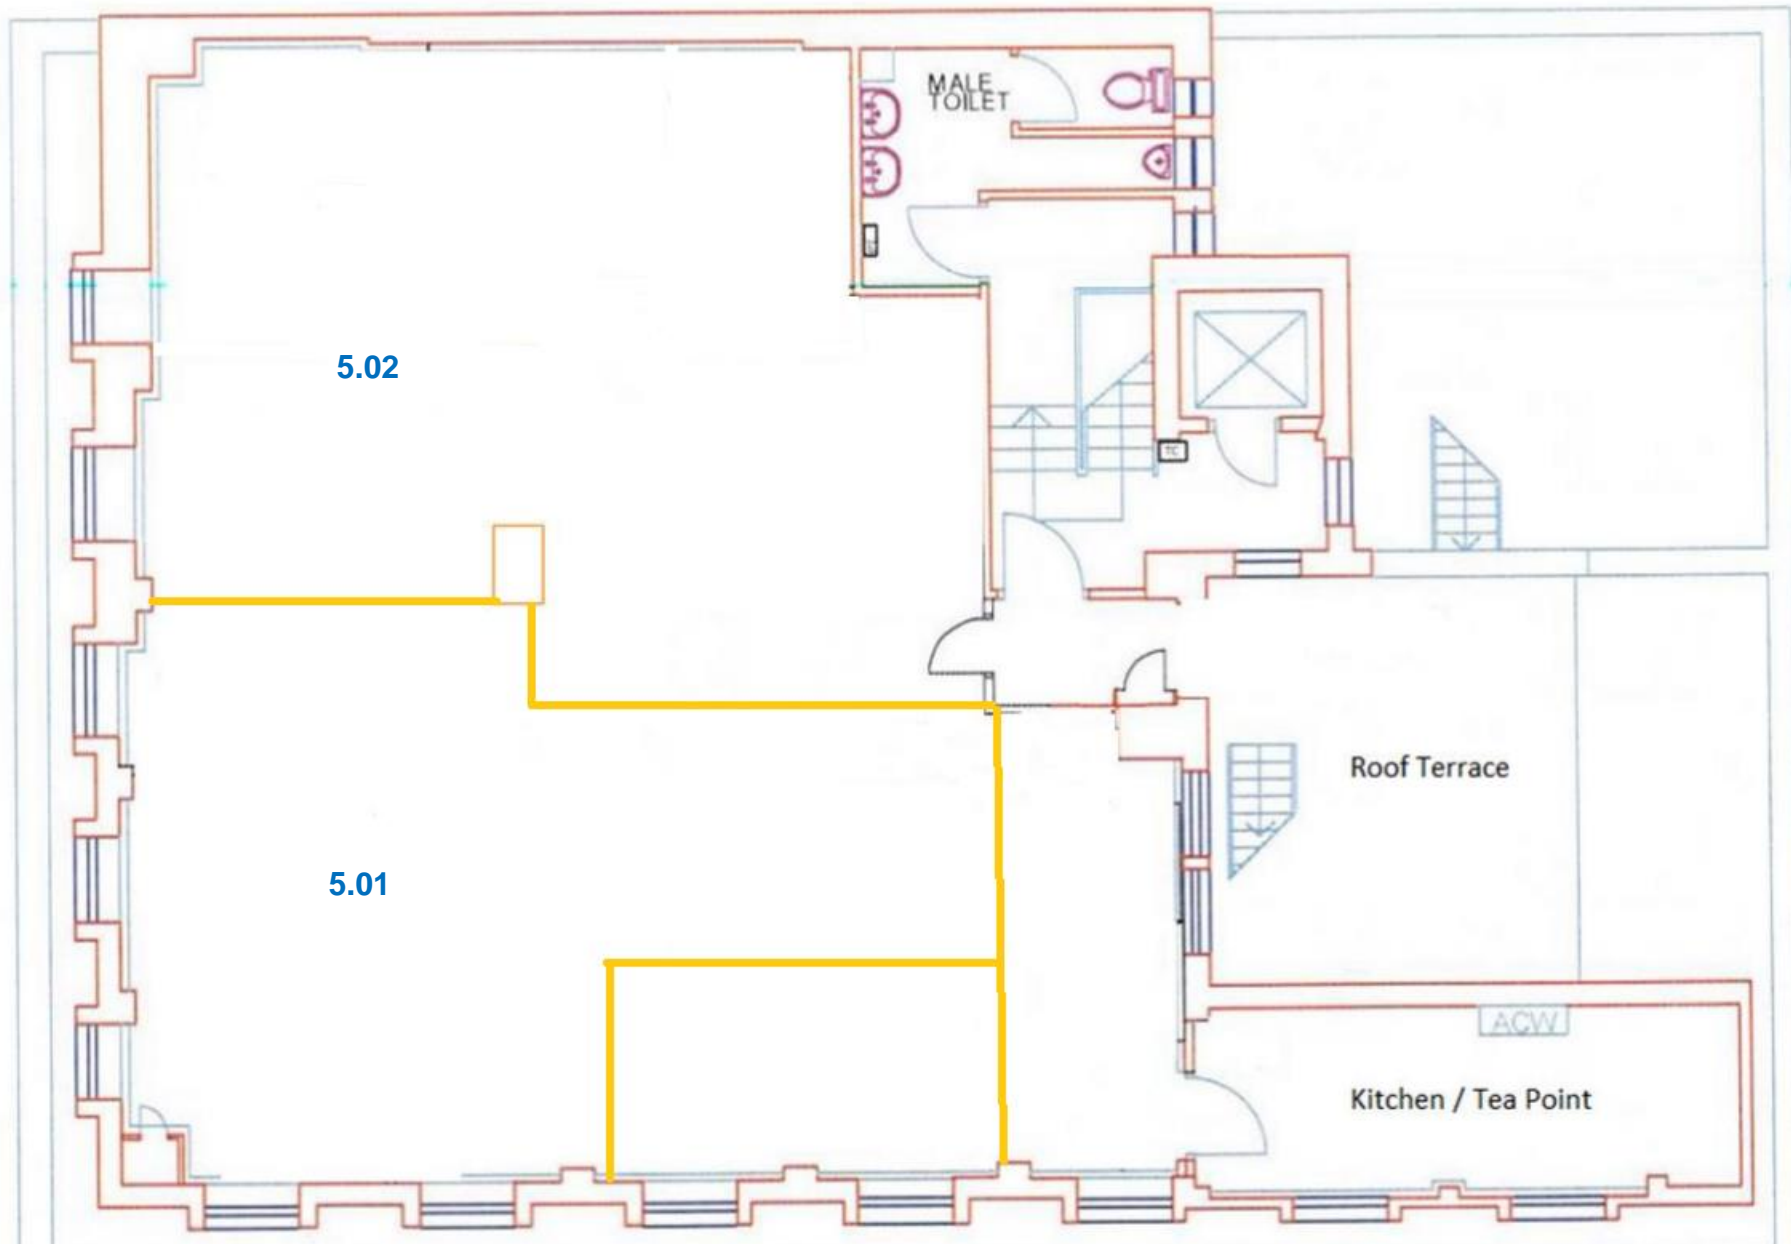 MALE
TOILET
5.02
TC
Roof Terrace
5.01
ACW
Kitchen / Tea Point